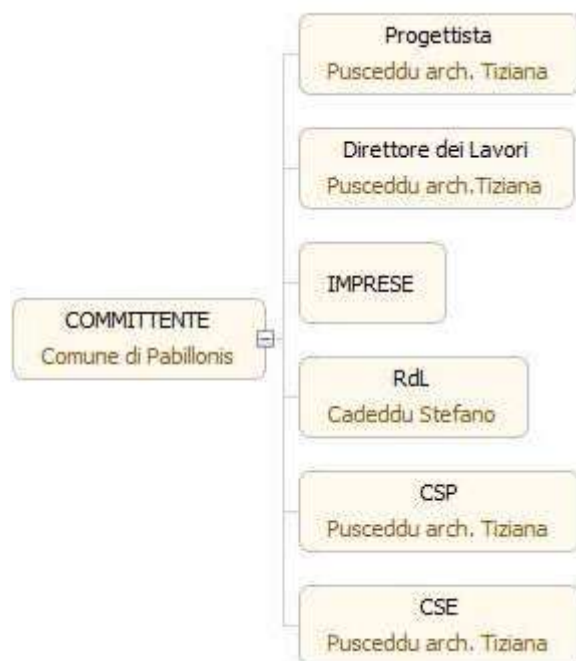 Progettista
Pusceddu arch. Tiziana
Direttore dei Lavori
Pusceddu arch.Tiziana
IMPRESE
COMMITTENTE
Comune di Pabillonis
RdL
Cadeddu Stefano
CSP
Pusceddu arch. Tiziana
CSE
Pusceddu arch. Tiziana